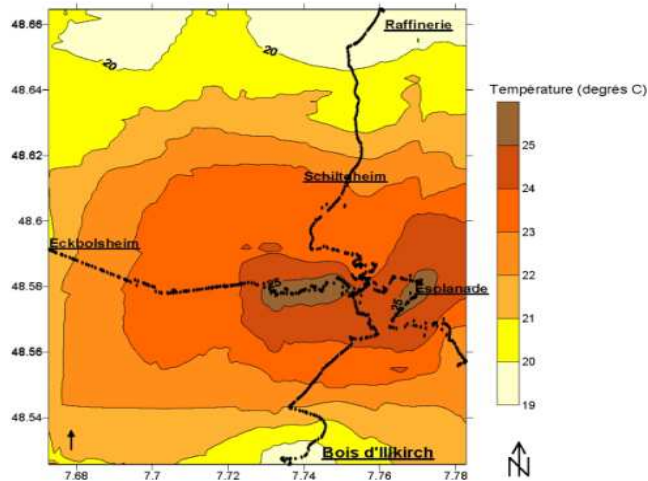 48.66
48.64
48.62
48.6
48.58
48.56
48.54
7.68 7.7 7.72 7.74 7.76 7.78
20
20
Raffinerie
Schiltigheim
Eckbolsheim
25
25
Esplanade
Bois d'Illkirch
Température (degrés C)
25
24
23
22
21
20
19
N